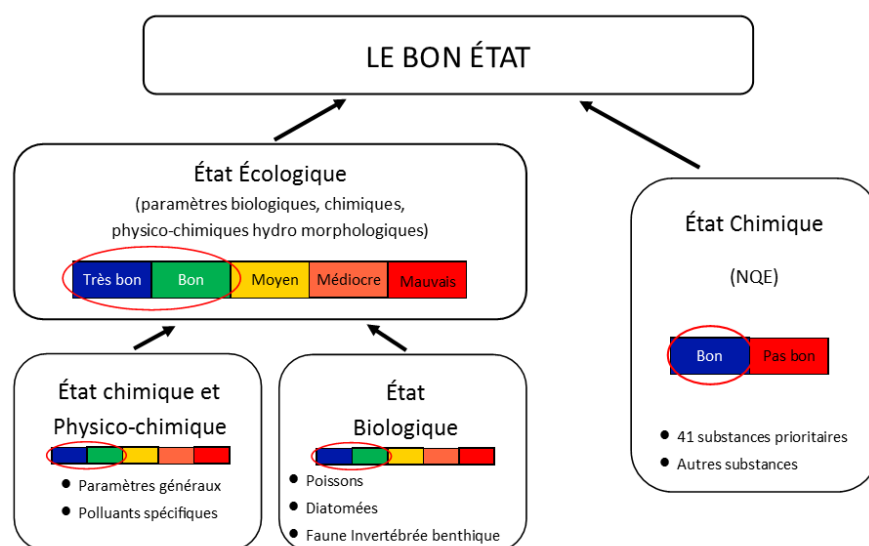 LE BON ÉTAT
État Écologique
(paramètres biologiques, chimiques,
physico-chimiques hydro morphologiques)
Très bon Bon Moyen Médiocre Mauvais
État chimique et
Physico-chimique
● Paramètres généraux
● Polluants spécifiques
État
Biologique
● Poissons
● Diatomées
● Faune Invertébrée benthique
État Chimique
(NQE)
Bon Pas bon
● 41 substances prioritaires
● Autres substances